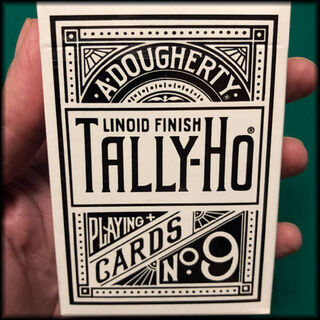 ·A·DOUGHERTY·
LINOID FINISH
TALLY-HO®
PLAYING +
CARDS
No. 9